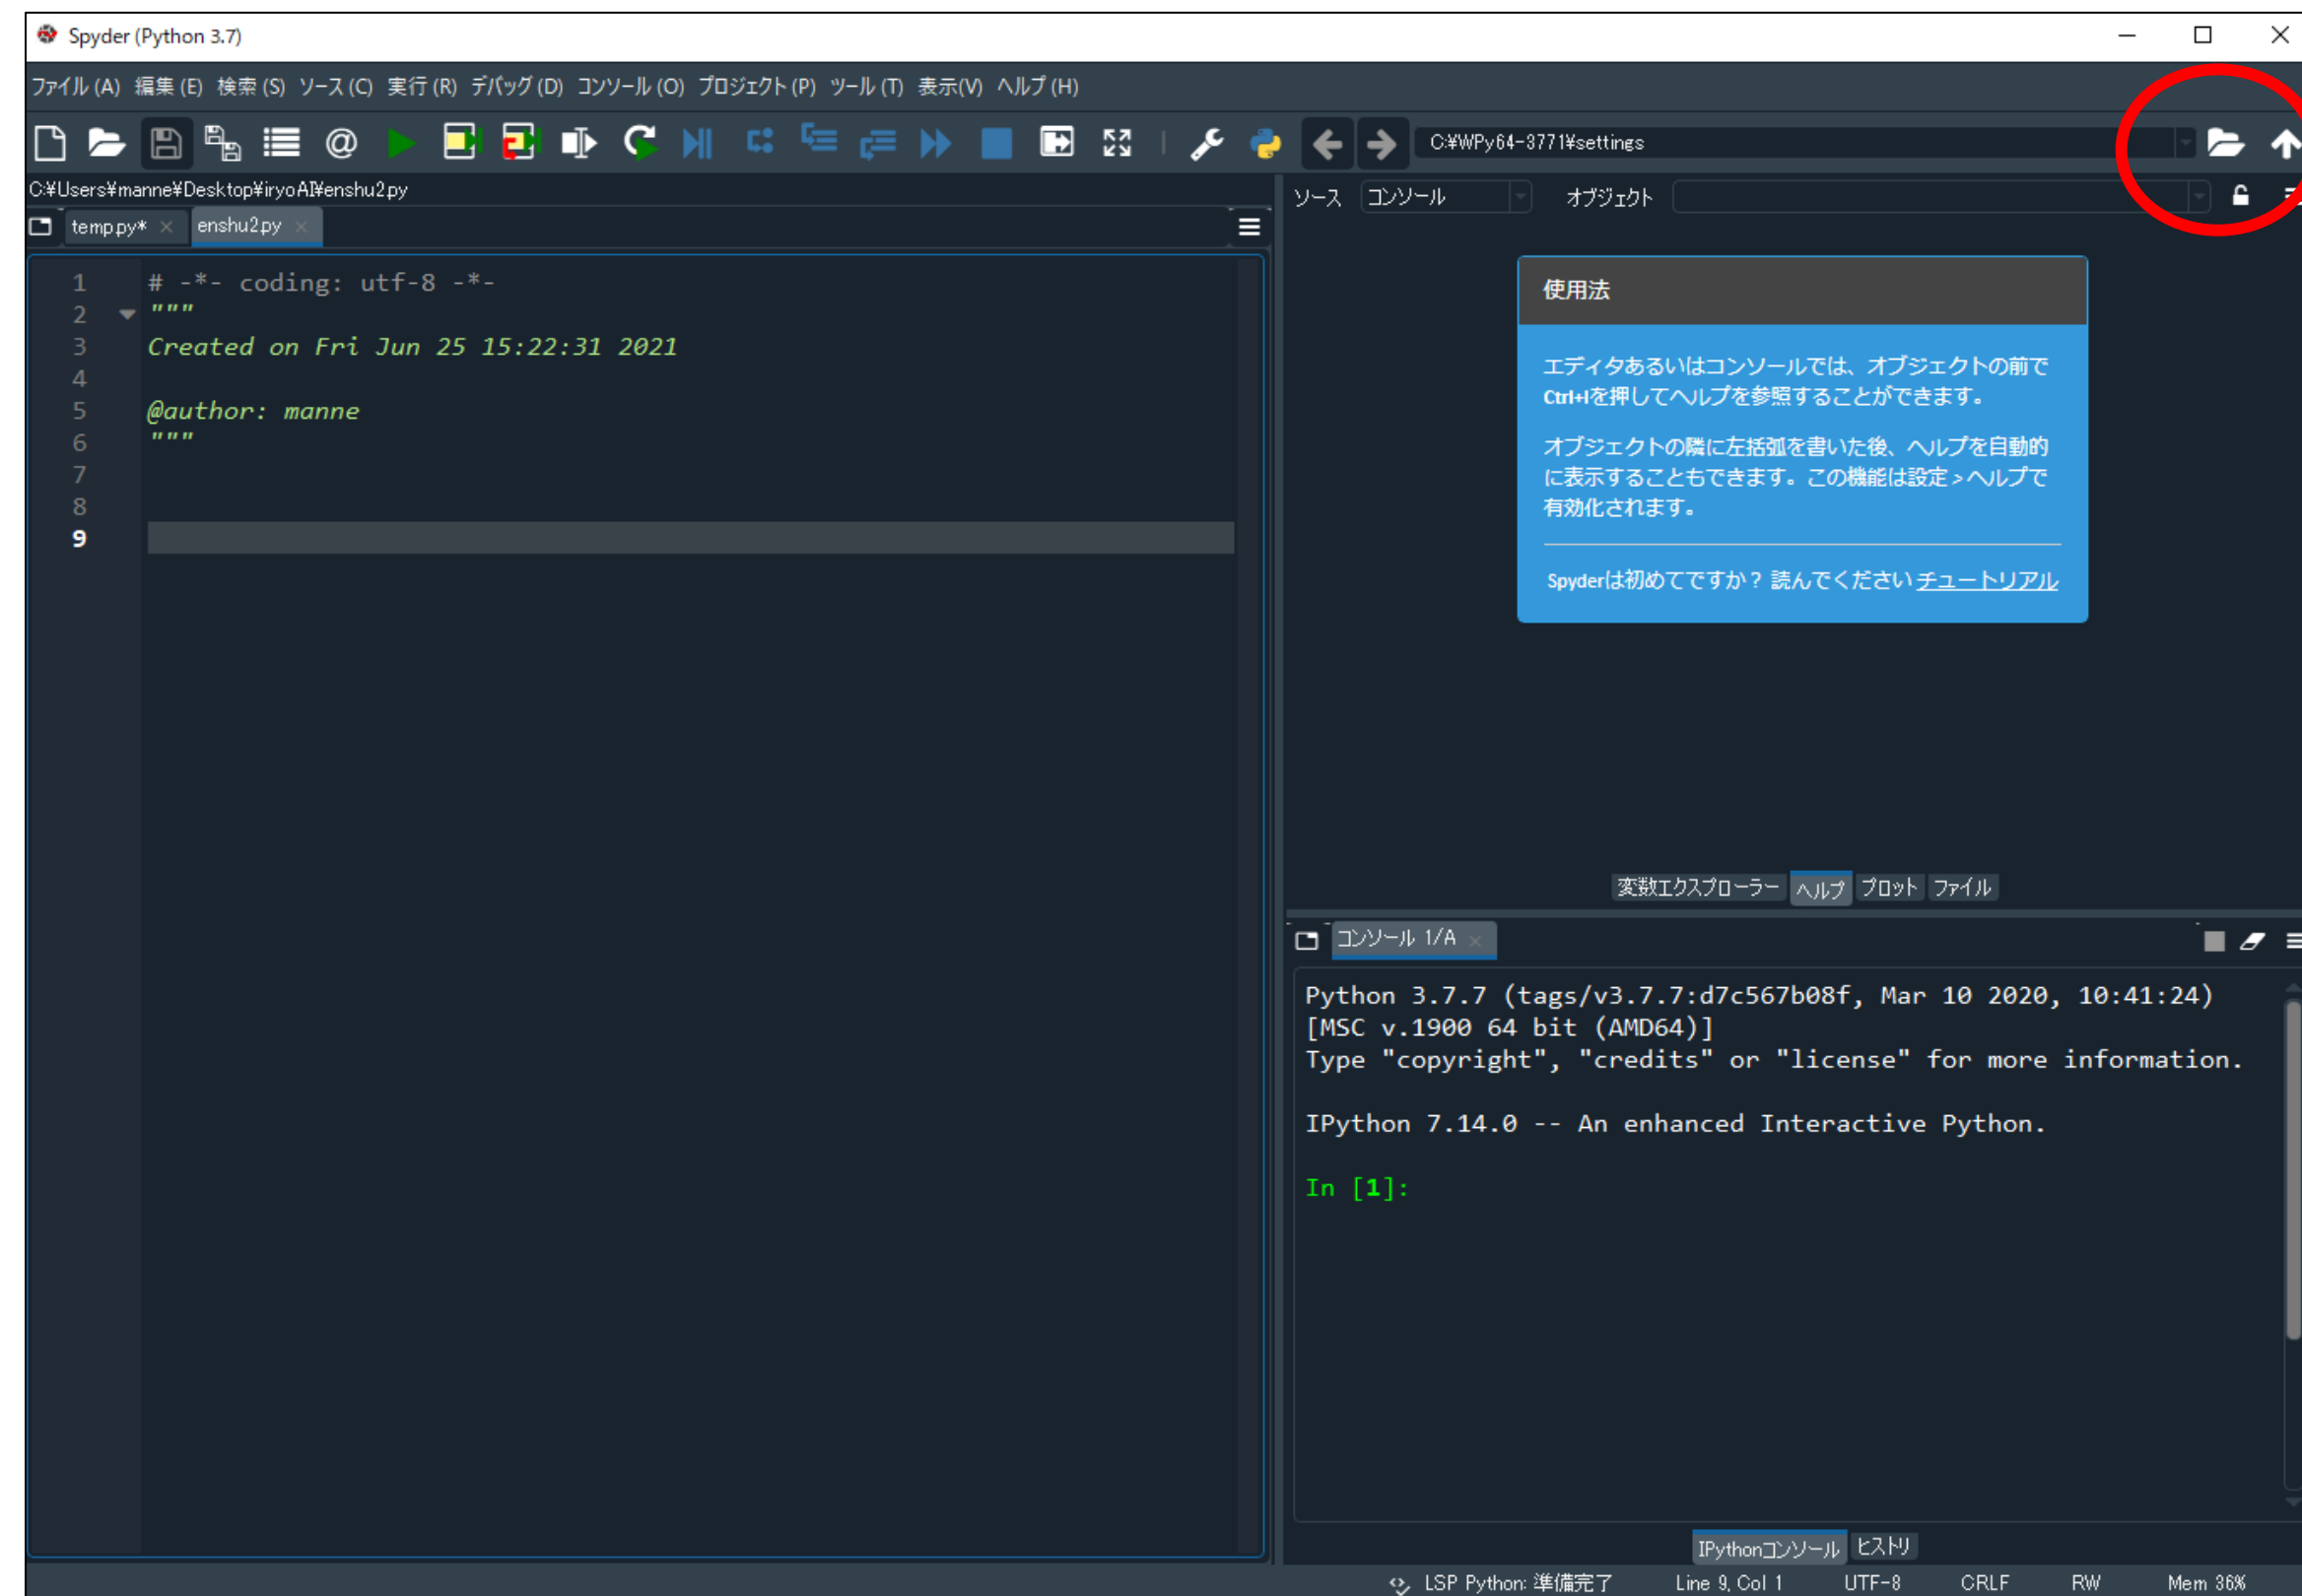 Spyder (Python 3.7)
ファイル (A) 編集 (E) 検索 (S) ソース (C) 実行 (R) デバッグ (D) コンソール (O) プロジェクト (P) ツール (T) 表示(V) ヘルプ (H)
C:¥WPy64-3771¥settings
C:¥Users¥manne¥Desktop¥iryoAI¥enshu2.py
temp.py* enshu2.py
1 # -*- coding: utf-8 -*-
2 """
3 Created on Fri Jun 25 15:22:31 2021
4
5 @author: manne
6 """
7
8
9
ソース コンソール オブジェクト
使用法
エディタあるいはコンソールでは、オブジェクトの前で
Ctrl+Iを押してヘルプを参照することができます。
オブジェクトの隣に左括弧を書いた後、ヘルプを自動的
に表示することもできます。この機能は設定 > ヘルプで
有効化されます。
Spyderは初めてですか？ 読んでください チュートリアル
変数エクスプローラー ヘルプ プロット ファイル
コンソール 1/A
Python 3.7.7 (tags/v3.7.7:d7c567b08f, Mar 10 2020, 10:41:24)
[MSC v.1900 64 bit (AMD64)]
Type "copyright", "credits" or "license" for more information.
IPython 7.14.0 -- An enhanced Interactive Python.
In [1]:
IPythonコンソール ヒストリ
LSP Python: 準備完了 Line 9, Col 1 UTF-8 CRLF RW Mem 36%